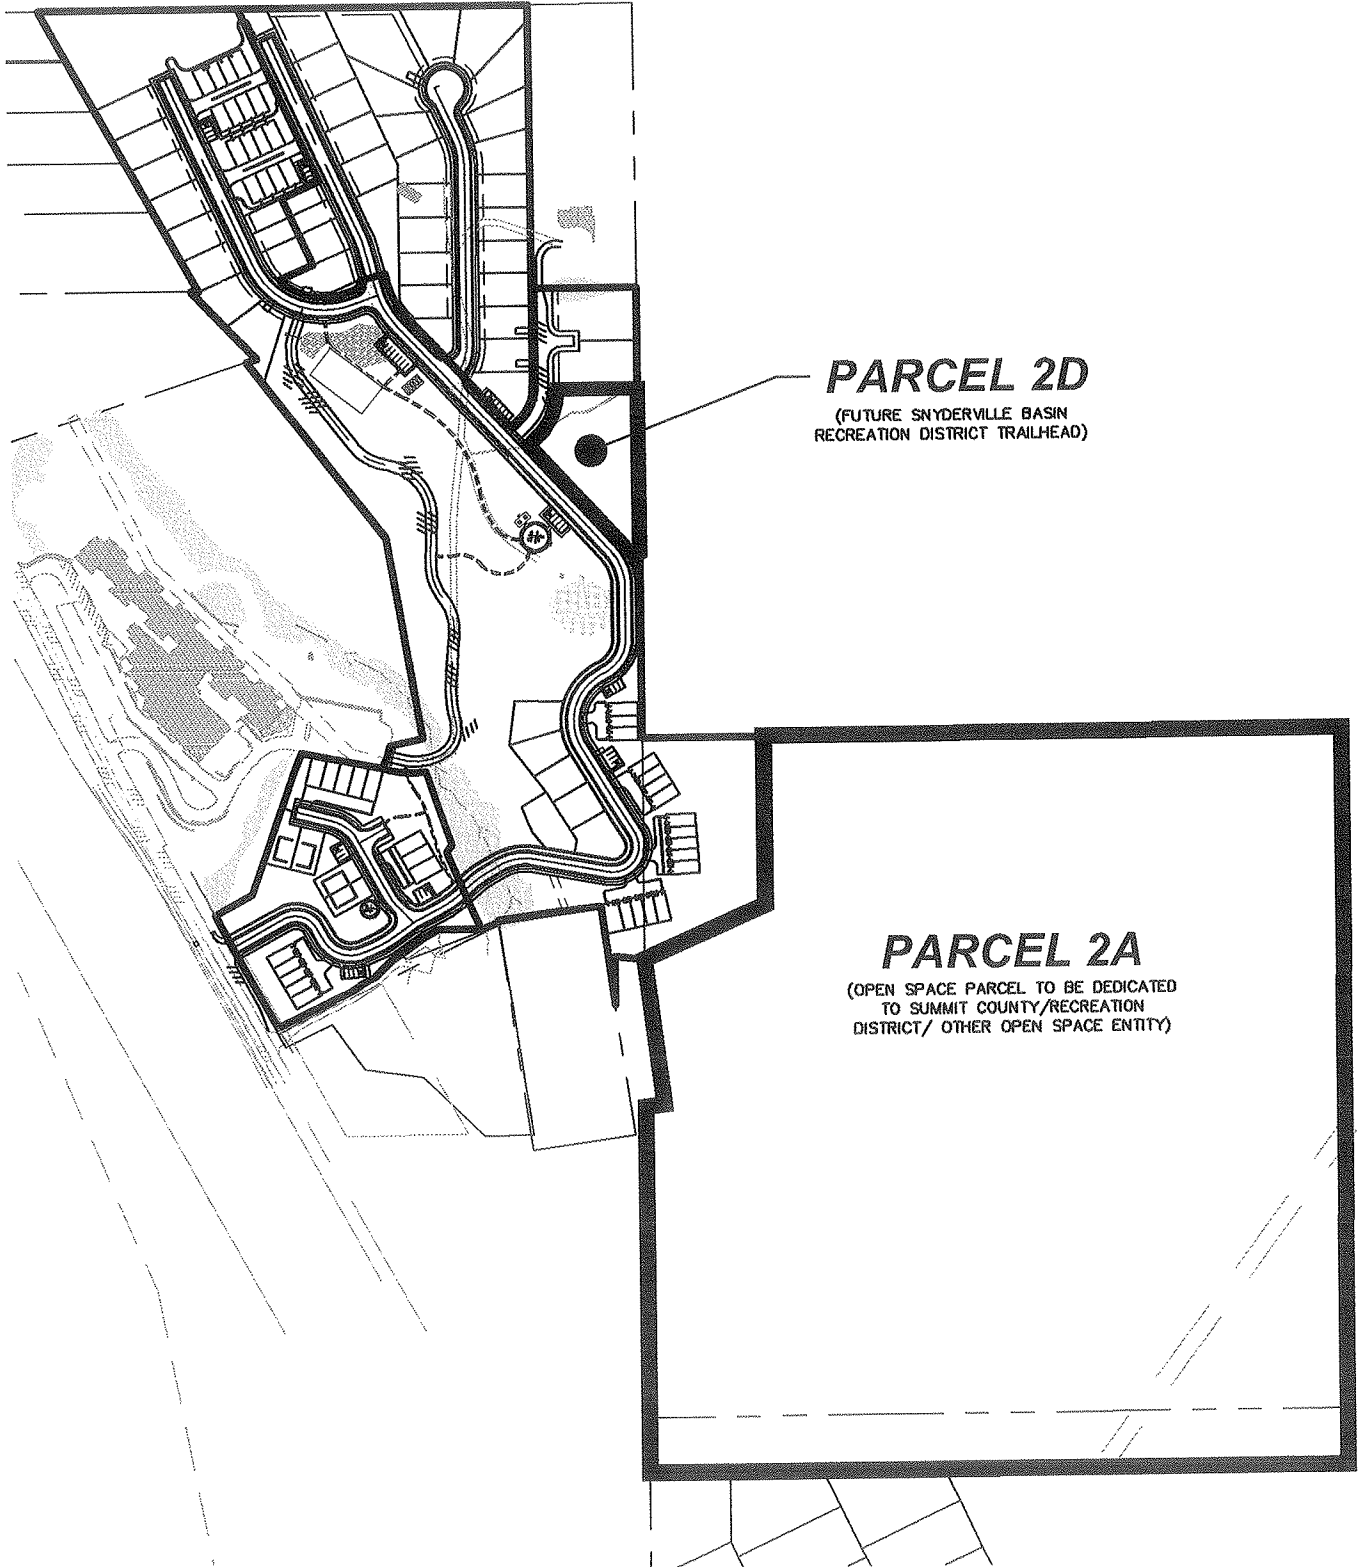 PARCEL 2D
(FUTURE SNYDERVILLE BASIN
RECREATION DISTRICT TRAILHEAD)
PARCEL 2A
(OPEN SPACE PARCEL TO BE DEDICATED
TO SUMMIT COUNTY/RECREATION
DISTRICT/ OTHER OPEN SPACE ENTITY)